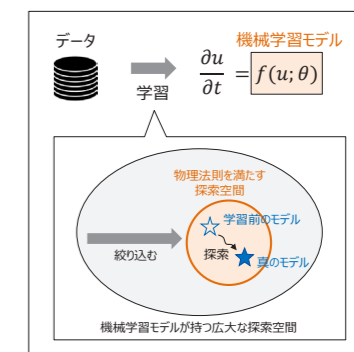 データ
機械学習モデル
学習
∂u/∂t = f(u; θ)
物理法則を満たす
探索空間
学習前のモデル
絞り込む
探索
真のモデル
機械学習モデルが持つ広大な探索空間